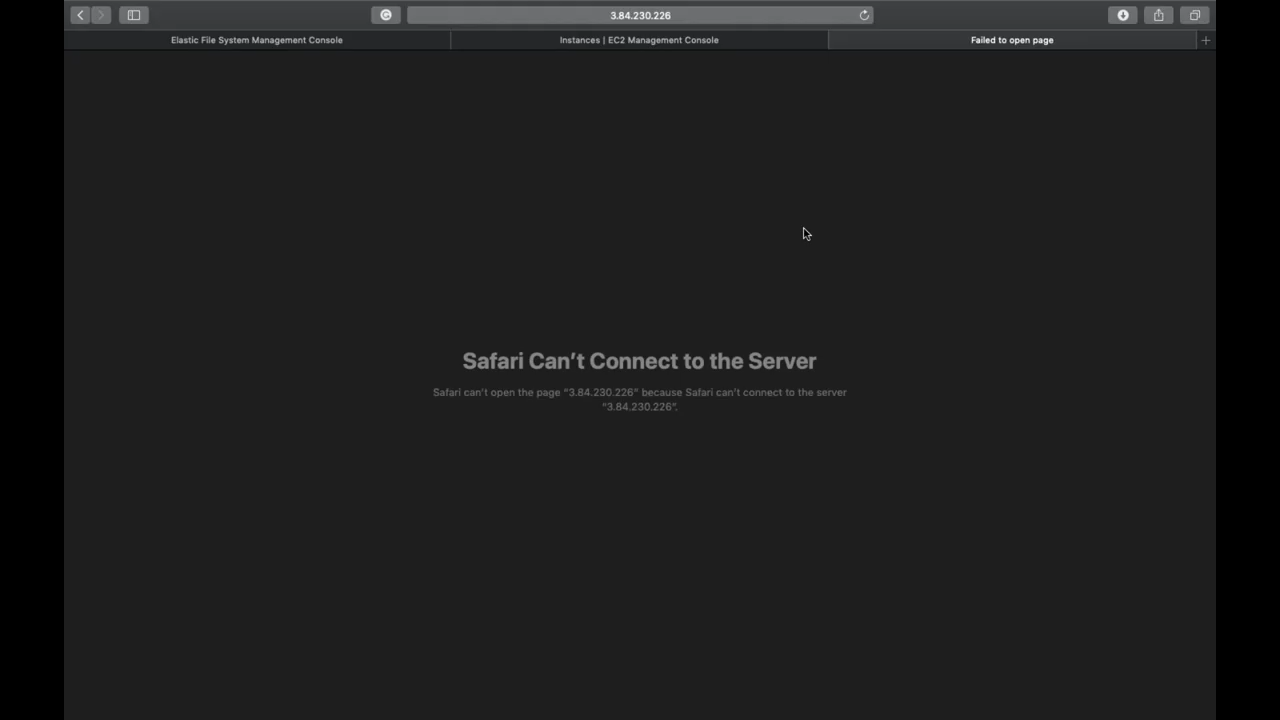 3.84.230.226
Elastic File System Management Console
Instances | EC2 Management Console
Failed to open page
Safari Can’t Connect to the Server
Safari can’t open the page “3.84.230.226” because Safari can’t connect to the server
“3.84.230.226”.